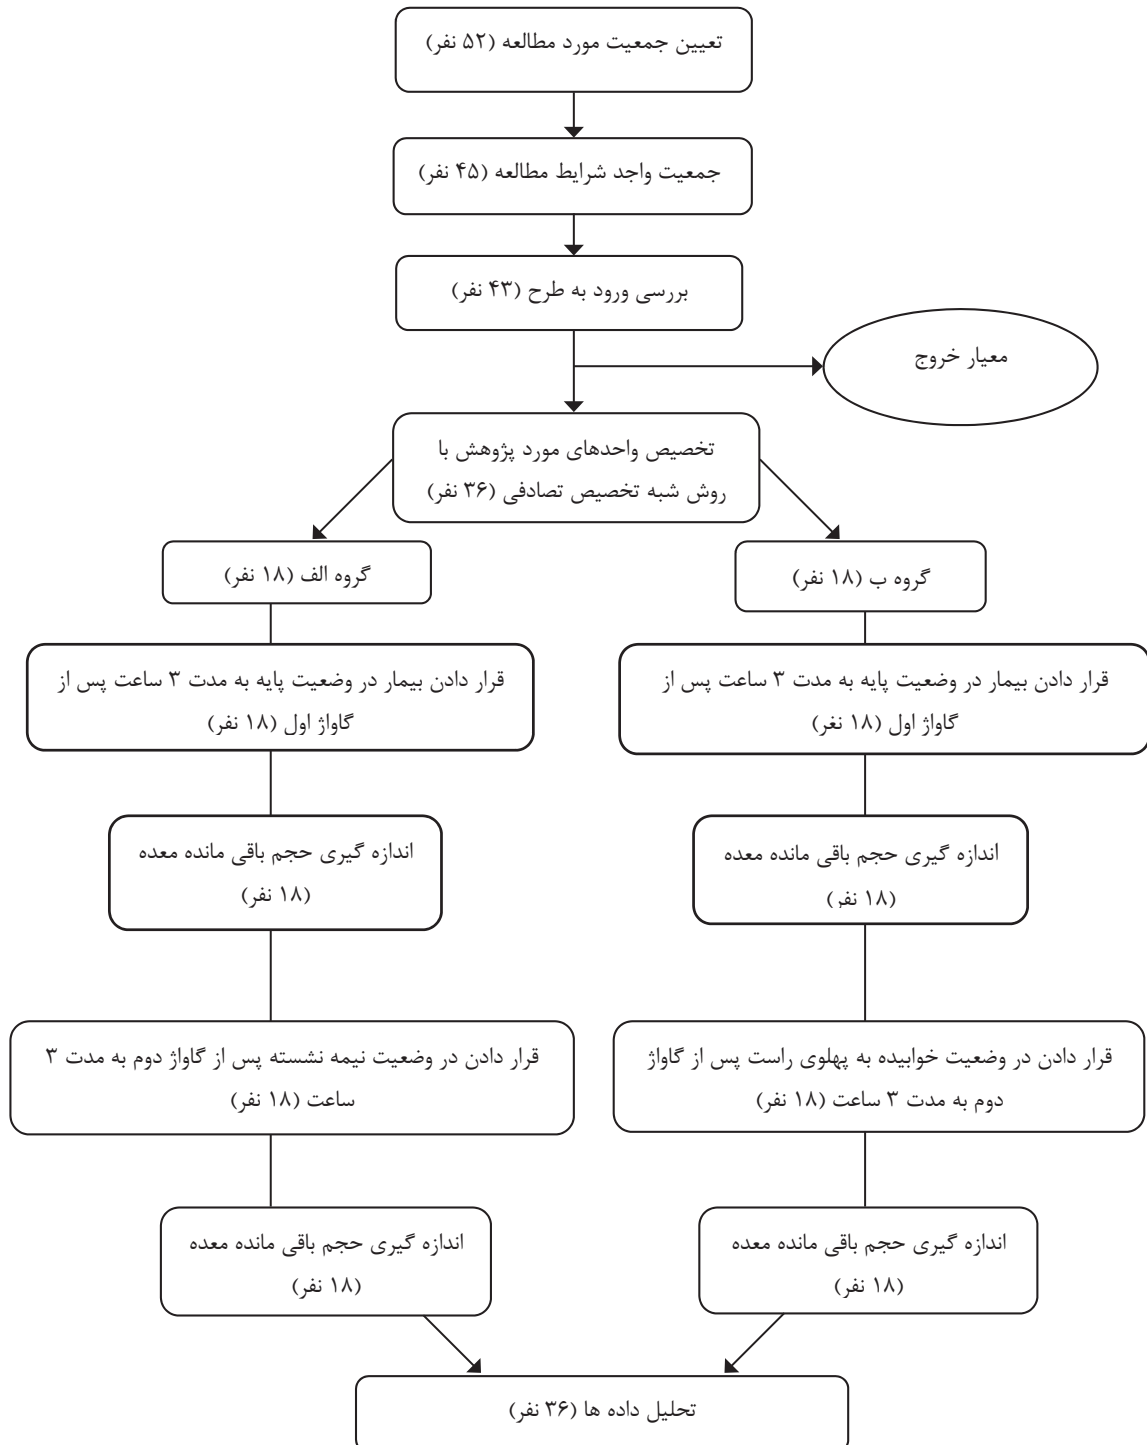 تعیین جمعیت مورد مطالعه (۵۲ نفر)
جمعیت واجد شرایط مطالعه (۴۵ نفر)
بررسی ورود به طرح (۴۳ نفر)
معیار خروج
تخصیص واحدهای مورد پژوهش با
روش شبه تخصیص تصادفی (۳۶ نفر)
گروه ب (۱۸ نفر)
قرار دادن بیمار در وضعیت پایه به مدت ۳ ساعت پس از
گاواژ اول (۱۸ نغر)
اندازه گیری حجم باقی مانده معده
(۱۸ نفر)
قرار دادن در وضعیت خوابیده به پهلوی راست پس از گاواژ
دوم به مدت ۳ ساعت (۱۸ نفر)
اندازه گیری حجم باقی مانده معده
(۱۸ نفر)
گروه الف (۱۸ نفر)
قرار دادن بیمار در وضعیت پایه به مدت ۳ ساعت پس از
گاواژ اول (۱۸ نفر)
اندازه گیری حجم باقی مانده معده
(۱۸ نفر)
قرار دادن در وضعیت نیمه نشسته پس از گاواژ دوم به مدت ۳
ساعت (۱۸ نفر)
اندازه گیری حجم باقی مانده معده
(۱۸ نفر)
تحلیل داده ها (۳۶ نفر)